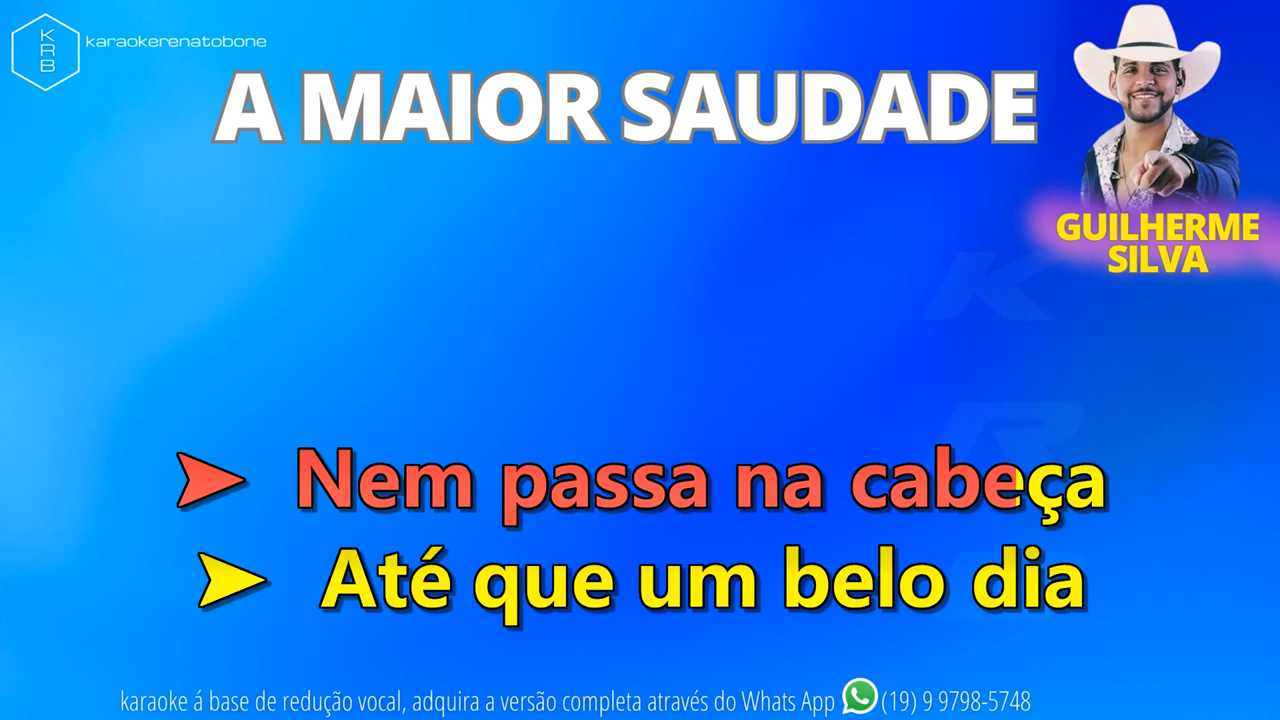 KRB
karaokerenatobone
A MAIOR SAUDADE
GUILHERME
SILVA
K
R
➤ Nem passa na cabeça
➤ Até que um belo dia
karaoke á base de redução vocal, adquira a versão completa através do Whats App (19) 9 9798-5748